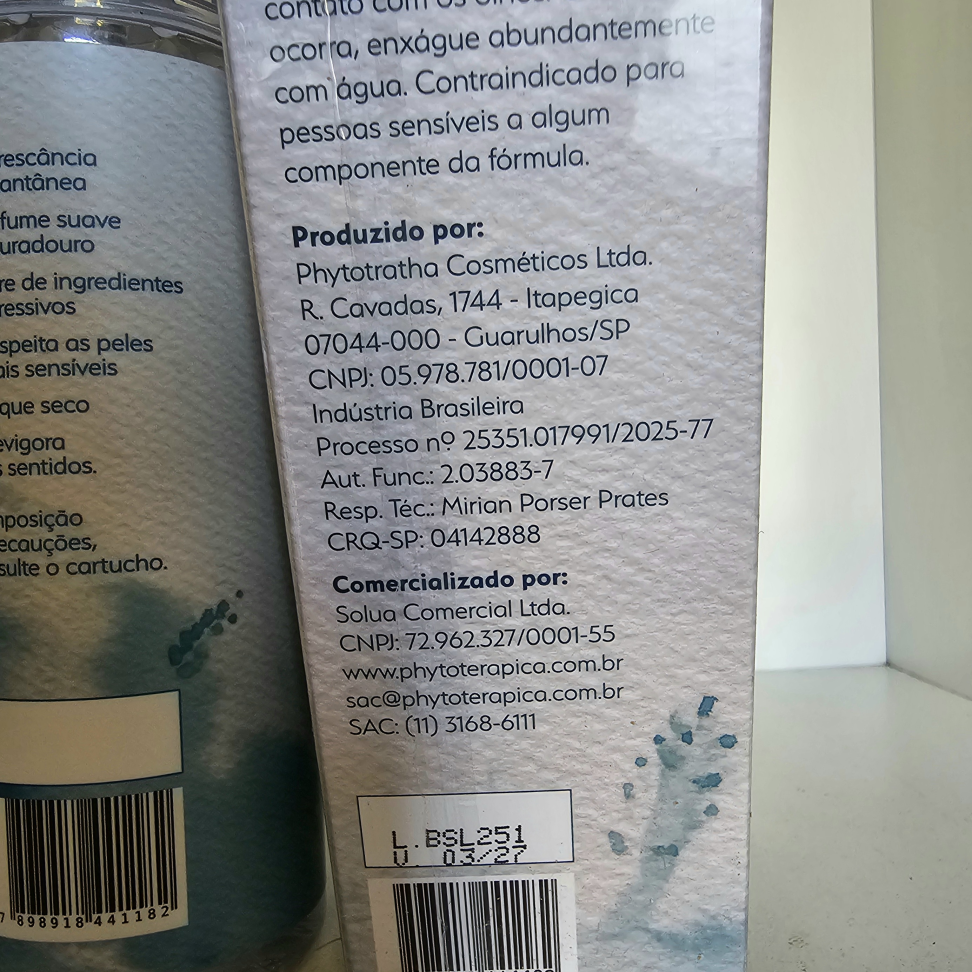 contato com os
ocorra, enxágue abundantemente
com água. Contraindicado para
pessoas sensíveis a algum
componente da fórmula.
Produzido por:
Phytotratha Cosméticos Ltda.
R. Cavadas, 1744 - Itapegica
07044-000 - Guarulhos/SP
CNPJ: 05.978.781/0001-07
Indústria Brasileira
Processo nº 25351.017991/2025-77
Aut. Func.: 2.03883-7
Resp. Téc.: Mirian Porser Prates
CRQ-SP: 04142888
Comercializado por:
Solua Comercial Ltda.
CNPJ: 72.962.327/0001-55
www.phytoterapica.com.br
sac@phytoterapica.com.br
SAC: (11) 3168-6111
L.BSL251
V. 03/27
rescância
antânea
fume suave
uradouro
re de ingredientes
ressivos
speita as peles
ais sensíveis
que seco
evigora
s sentidos.
mposição
ecauções,
sulte o cartucho.
7 898918 441182